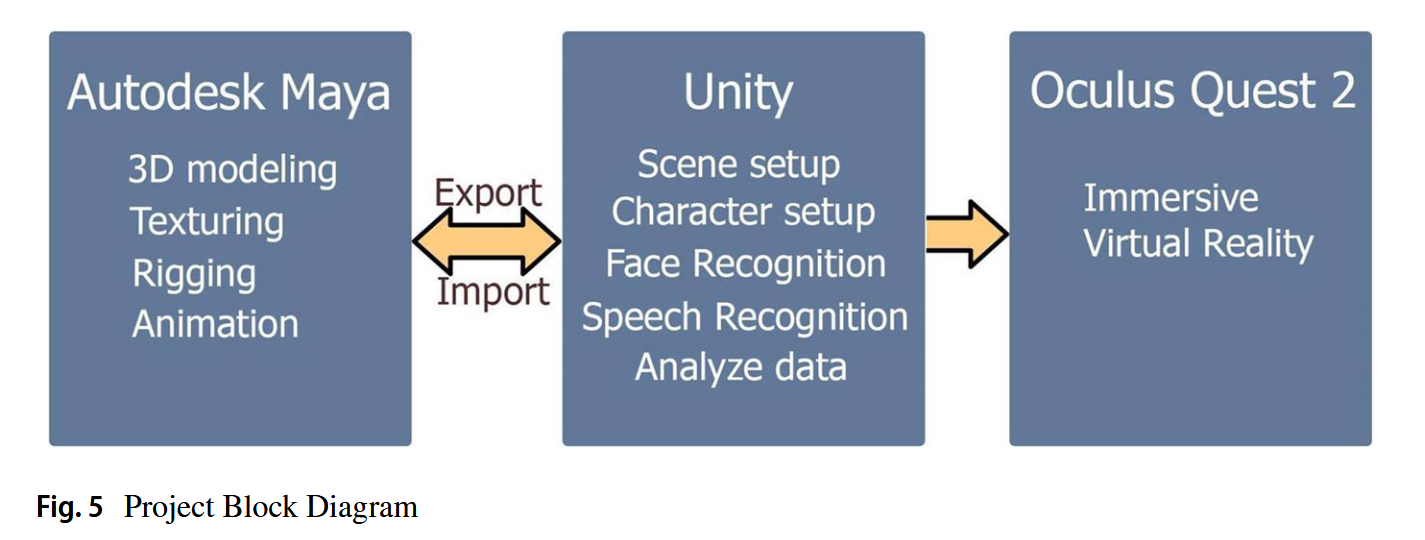 Autodesk Maya
3D modeling
Texturing
Rigging
Animation
Export
Import
Unity
Scene setup
Character setup
Face Recognition
Speech Recognition
Analyze data
Oculus Quest 2
Immersive
Virtual Reality
Fig. 5 Project Block Diagram